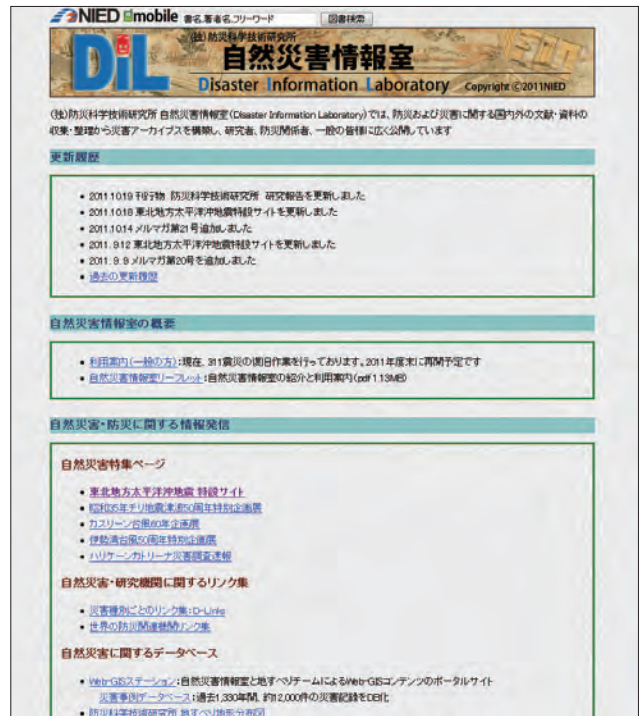 NIED mobile 書名,著者名,フリーワード 図書検索
(独)防災科学技術研究所
DiL 自然災害情報室
Disaster Information Laboratory Copyright ©2011NIED
(独)防災科学技術研究所 自然災害情報室(Disaster Information Laboratory)では、防災および災害に関する国内外の文献・資料の
収集・整理から災害アーカイブスを構築し、研究者、防災関係者、一般の皆様に広く公開しています
更新履歴
• 2011.10.19 刊行物 防災科学技術研究所 研究報告を更新しました
• 2011.10.18 東北地方太平洋沖地震特設サイトを更新しました
• 2011.10.14 メルマガ第21号追加しました
• 2011. 9.12 東北地方太平洋沖地震特設サイトを更新しました
• 2011. 9. 9 メルマガ第20号を追加しました
• 過去の更新履歴
自然災害情報室の概要
• 利用案内(一般の方):現在、311震災の復旧作業を行っております。2011年度末に再開予定です
• 自然災害情報室リーフレット:自然災害情報室の紹介と利用案内(pdf 1.13MB)
自然災害・防災に関する情報発信
自然災害特集ページ
• 東北地方太平洋沖地震 特設サイト
• 昭和35年チリ地震津波50周年特別企画展
• カスリーン台風60年企画展
• 伊勢湾台風50周年特別企画展
• ハリケーンカトリーナ災害調査速報
自然災害・研究機関に関するリンク集
• 災害種別ごとのリンク集:D-Links
• 世界の防災関連機関リンク集
自然災害に関するデータベース
• Web-GISステーション:自然災害情報室と地すべりチームによるWeb-GISコンテンツのポータルサイト
災害事例データベース:過去1,330年間、約12,000件の災害記録をDB化
• 防災科学技術研究所 地すべり地形分布図